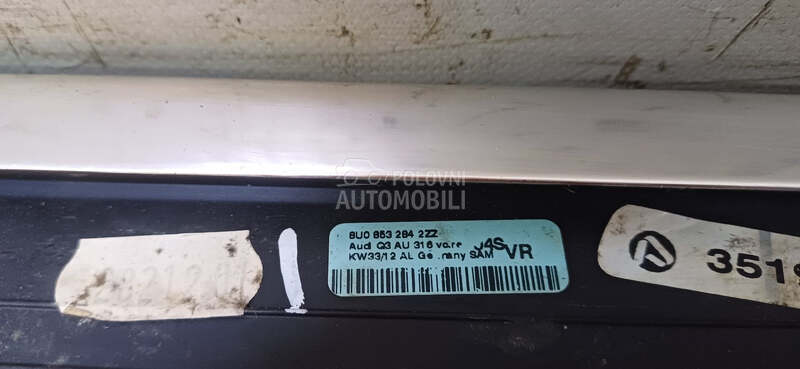 POLOVNI
AUTOMOBILI
8U0 853 284 2ZZ
Audi Q3 AU 316 vo.re J4S VR
KW33/12 AL Ge .nany SAM
351